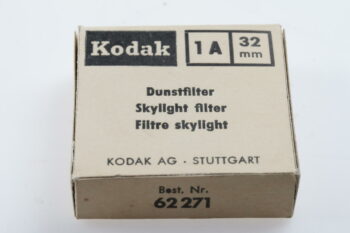 Kodak 1A 32 mm
Dunstfilter
Skylight filter
Filtre skylight
KODAK AG · STUTTGART
Best. Nr.
62 271